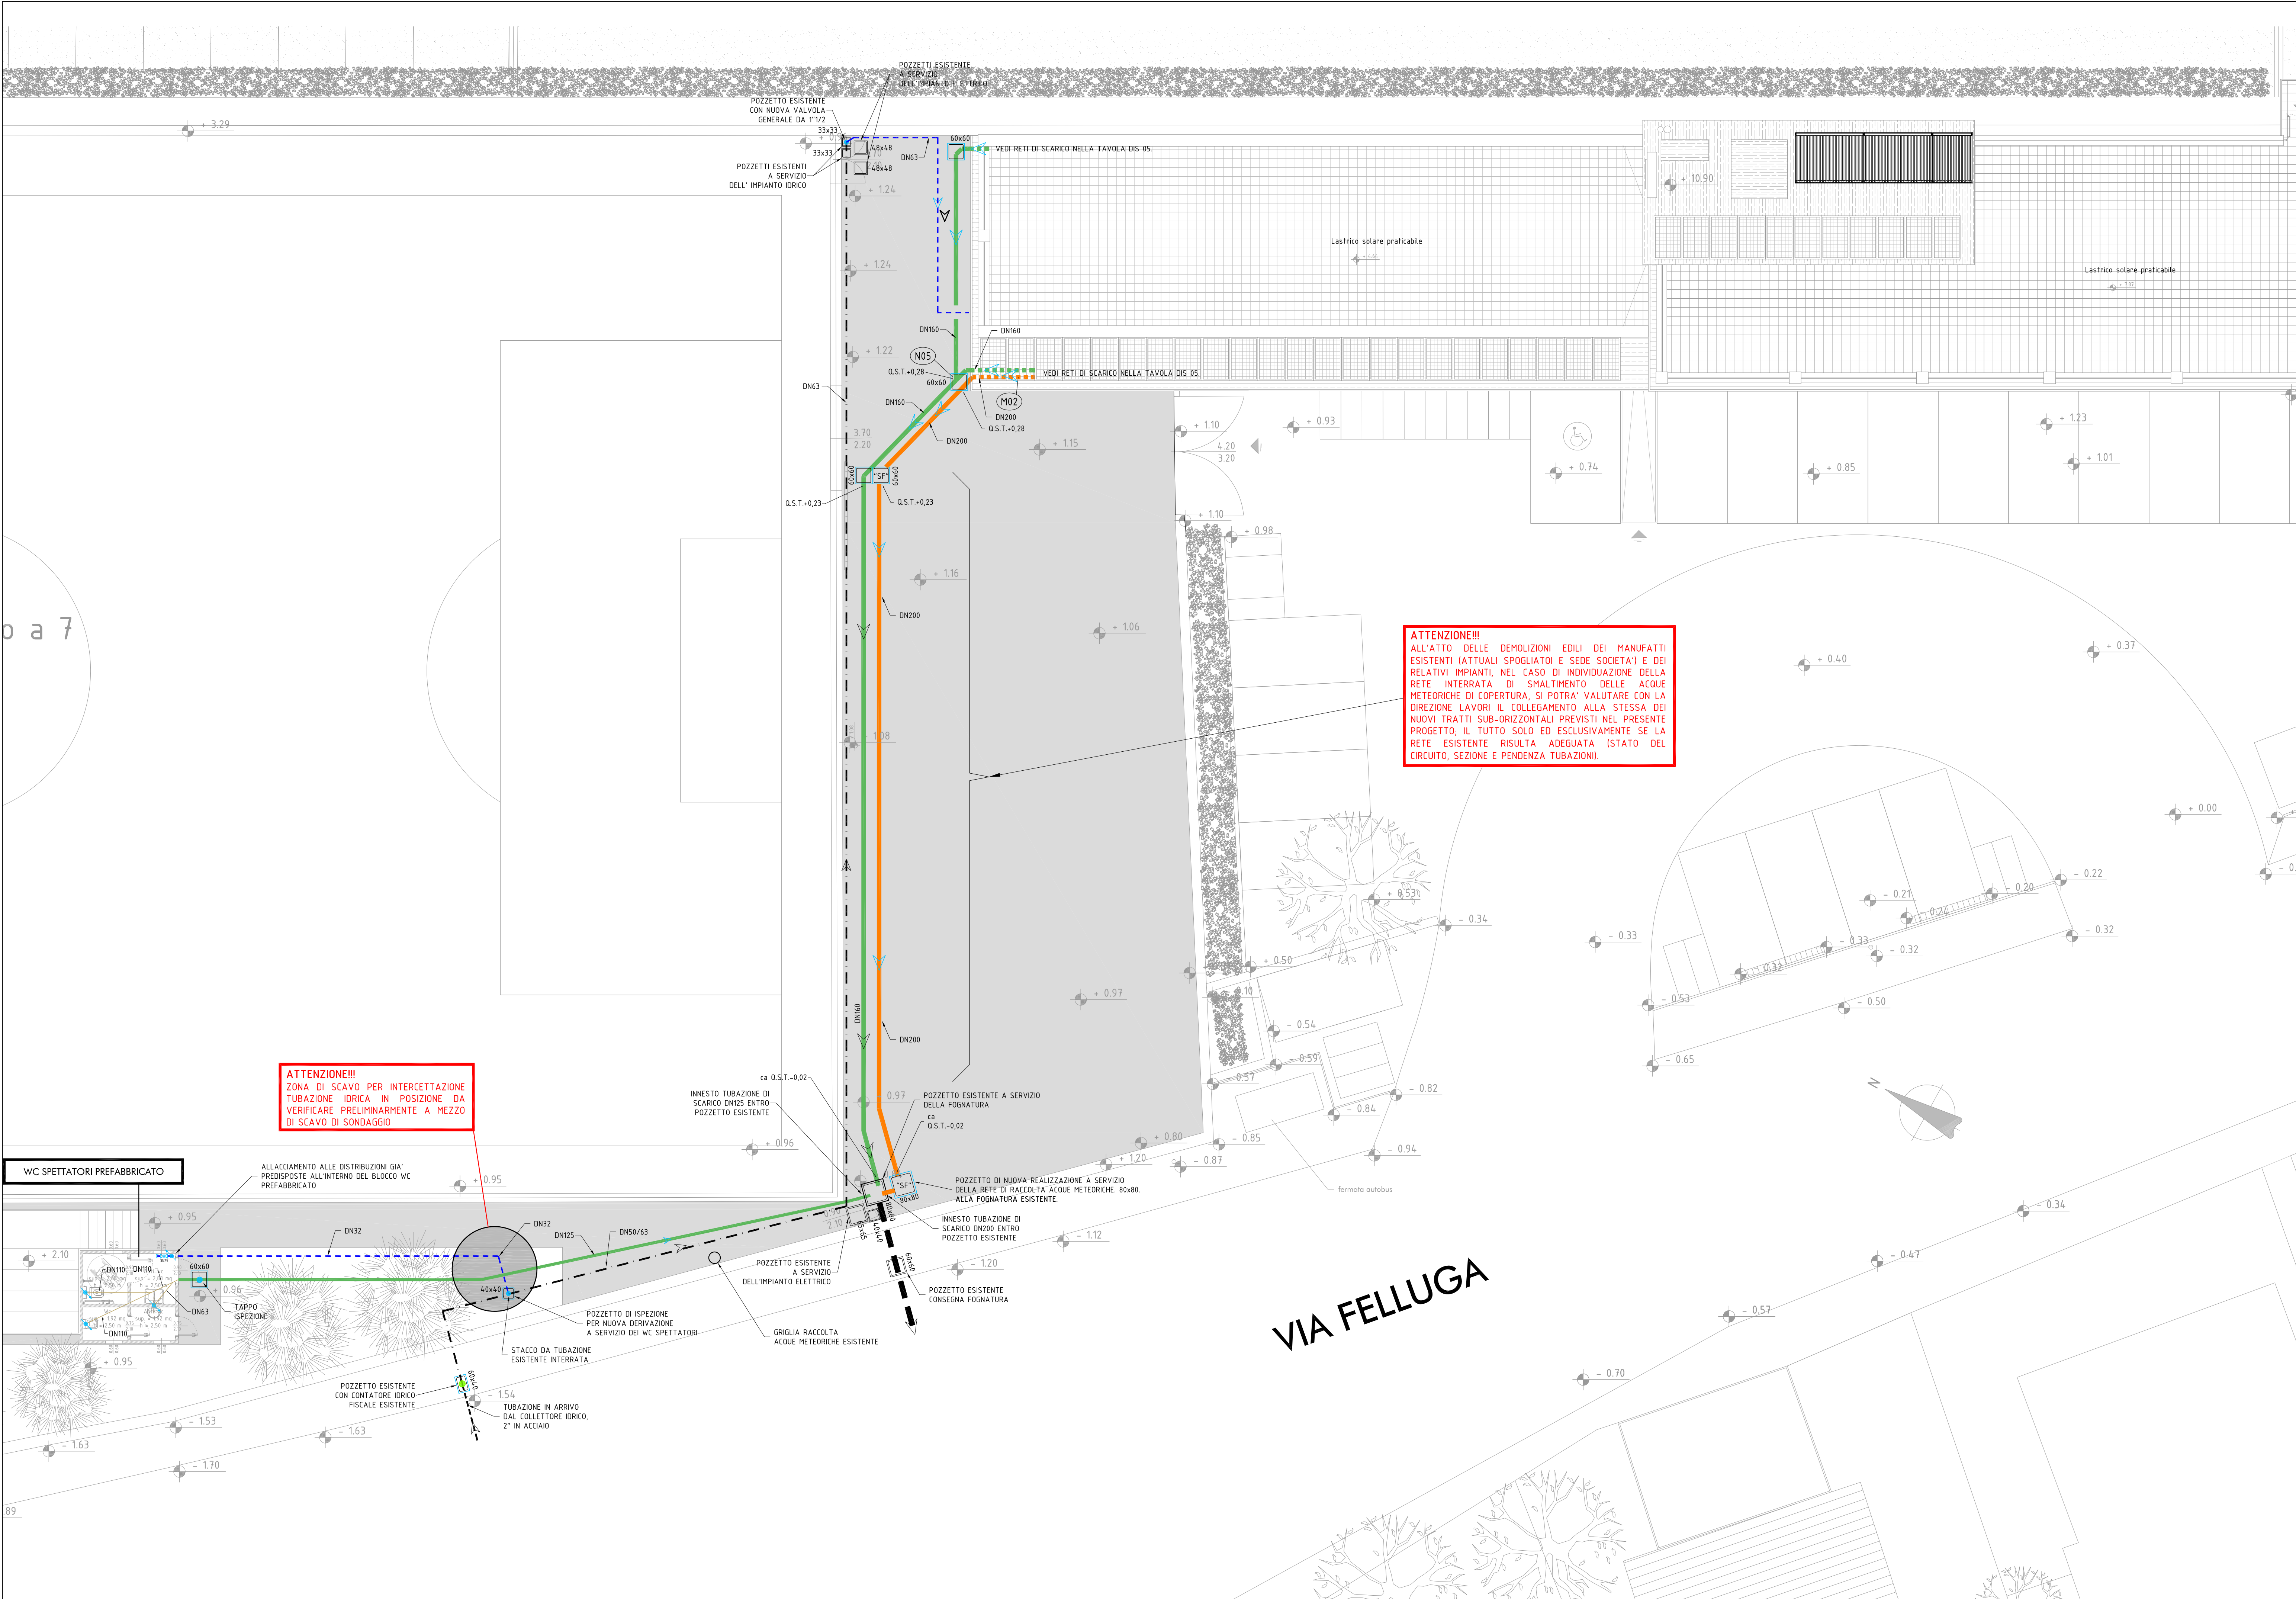 POZZETTI ESISTENTE
A SERVIZIO
DELL'IMPIANTO ELETTRICO
POZZETTO ESISTENTE
CON NUOVA VALVOLA
GENERALE DA 1"1/2
+ 3.29
33x33
33x33
48x48
48x48
60x60
DN63
VEDI RETI DI SCARICO NELLA TAVOLA DIS 05.
POZZETTI ESISTENTI
A SERVIZIO
DELL' IMPIANTO IDRICO
+ 1.24
+ 10.90
Lastrico solare praticabile
+ 1.24
Lastrico solare praticabile
DN160
DN160
+ 1.22
N05
Q.S.T.+0,28
60x60
VEDI RETI DI SCARICO NELLA TAVOLA DIS 05.
DN63
DN160
M02
DN200
Q.S.T.+0,28
DN200
3.70
2.20
+ 1.15
+ 1.10
4.20
3.20
+ 0.93
+ 0.74
+ 0.85
+ 1.23
+ 1.01
60x60
"SF"
60x60
Q.S.T.+0,23
Q.S.T.+0,23
+ 1.10
+ 0.98
+ 1.16
DN200
o a 7
+ 1.06
ATTENZIONE!!!
ALL'ATTO DELLE DEMOLIZIONI EDILI DEI MANUFATTI
ESISTENTI (ATTUALI SPOGLIATOI E SEDE SOCIETA') E DEI
RELATIVI IMPIANTI, NEL CASO DI INDIVIDUAZIONE DELLA
RETE INTERRATA DI SMALTIMENTO DELLE ACQUE
METEORICHE DI COPERTURA, SI POTRA' VALUTARE CON LA
DIREZIONE LAVORI IL COLLEGAMENTO ALLA STESSA DEI
NUOVI TRATTI SUB-ORIZZONTALI PREVISTI NEL PRESENTE
PROGETTO; IL TUTTO SOLO ED ESCLUSIVAMENTE SE LA
RETE ESISTENTE RISULTA ADEGUATA (STATO DEL
CIRCUITO, SEZIONE E PENDENZA TUBAZIONI).
+ 0.40
+ 0.37
+ 0.00
- 0.22
- 0.20
- 0.21
- 0.24
- 0.32
- 0.33
- 0.32
- 0.32
- 0.33
- 0.53
- 0.50
- 0.65
+ 0.53
- 0.34
+ 0.50
- 0.54
- 0.59
- 0.57
- 0.82
- 0.84
- 0.85
- 0.94
- 0.87
+ 0.97
DN160
DN200
N
ATTENZIONE!!!
ZONA DI SCAVO PER INTERCETTAZIONE
TUBAZIONE IDRICA IN POSIZIONE DA
VERIFICARE PRELIMINARMENTE A MEZZO
DI SCAVO DI SONDAGGIO
ca Q.S.T.-0,02
INNESTO TUBAZIONE DI
SCARICO DN125 ENTRO
POZZETTO ESISTENTE
0.97
POZZETTO ESISTENTE A SERVIZIO
DELLA FOGNATURA
ca
Q.S.T.-0,02
+ 0.96
+ 0.80
+ 1.20
WC SPETTATORI PREFABBRICATO
ALLACCIAMENTO ALLE DISTRIBUZIONI GIA'
PREDISPOSTE ALL'INTERNO DEL BLOCCO WC
PREFABBRICATO
+ 0.95
"SF"
80x80
POZZETTO DI NUOVA REALIZZAZIONE A SERVIZIO
DELLA RETE DI RACCOLTA ACQUE METEORICHE. 80x80.
ALLA FOGNATURA ESISTENTE.
fermata autobus
+ 0.95
DN32
DN32
DN125
DN50/63
2.10
65x65
40x40
80x80
INNESTO TUBAZIONE DI
SCARICO DN200 ENTRO
POZZETTO ESISTENTE
- 0.34
- 1.12
+ 2.10
DN110
DN110
60x60
+ 0.96
DN63
DN110
TAPPO
ISPEZIONE
40x40
POZZETTO ESISTENTE
A SERVIZIO
DELL'IMPIANTO ELETTRICO
60x60
- 1.20
- 0.47
POZZETTO ESISTENTE
CONSEGNA FOGNATURA
VIA FELLUGA
POZZETTO DI ISPEZIONE
PER NUOVA DERIVAZIONE
A SERVIZIO DEI WC SPETTATORI
GRIGLIA RACCOLTA
ACQUE METEORICHE ESISTENTE
- 0.57
STACCO DA TUBAZIONE
ESISTENTE INTERRATA
+ 0.95
POZZETTO ESISTENTE
CON CONTATORE IDRICO
FISCALE ESISTENTE
60x40
- 1.54
- 0.70
TUBAZIONE IN ARRIVO
DAL COLLETTORE IDRICO,
2" IN ACCIAIO
- 1.53
- 1.63
- 1.63
- 1.70
.89